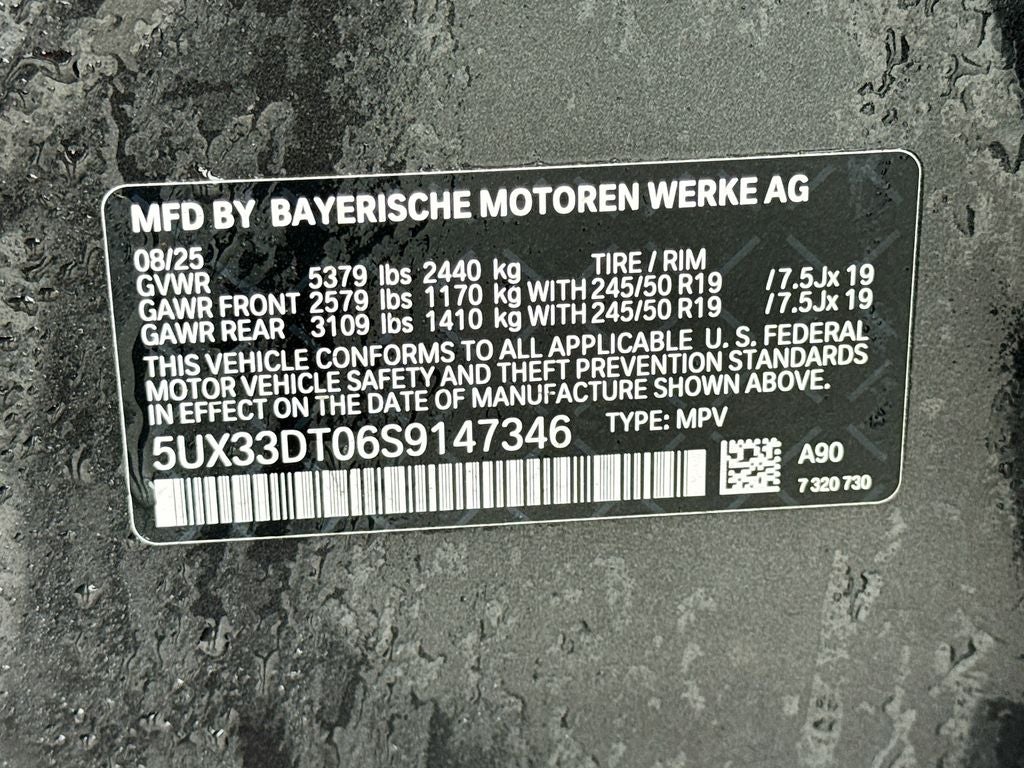 MFD BY BAYERISCHE MOTOREN WERKE AG
08/25 TIRE / RIM
GVWR 5379 lbs 2440 kg
GAWR FRONT 2579 lbs 1170 kg WITH 245/50 R19 / 7.5Jx 19
GAWR REAR 3109 lbs 1410 kg WITH 245/50 R19 / 7.5Jx 19
THIS VEHICLE CONFORMS TO ALL APPLICABLE U. S. FEDERAL
MOTOR VEHICLE SAFETY AND THEFT PREVENTION STANDARDS
IN EFFECT ON THE DATE OF MANUFACTURE SHOWN ABOVE.
5UX33DT06S9147346 TYPE: MPV
A90
7 320 730